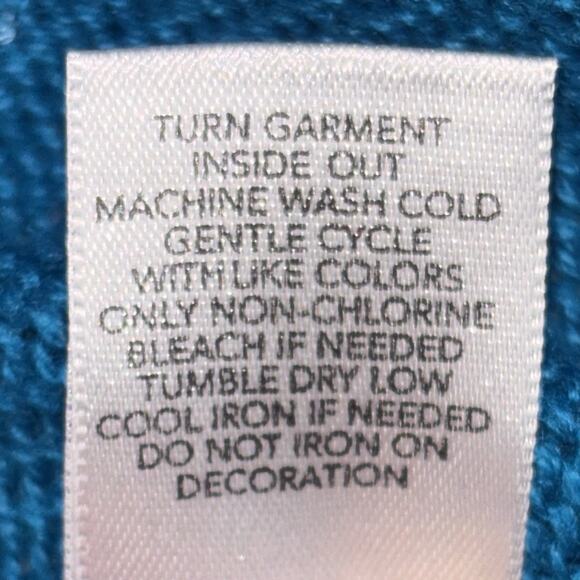 TURN GARMENT
INSIDE OUT
MACHINE WASH COLD
GENTLE CYCLE
WITH LIKE COLORS
ONLY NON-CHLORINE
BLEACH IF NEEDED
TUMBLE DRY LOW
COOL IRON IF NEEDED
DO NOT IRON ON
DECORATION